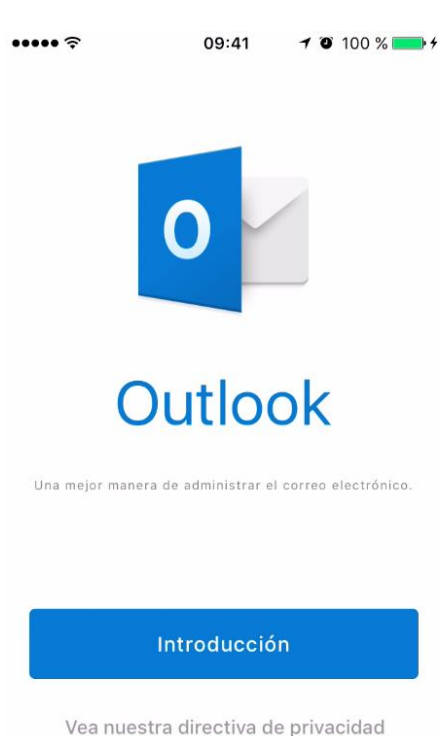 09:41 100 %
O
Outlook
Una mejor manera de administrar el correo electrónico.
Introducción
Vea nuestra directiva de privacidad